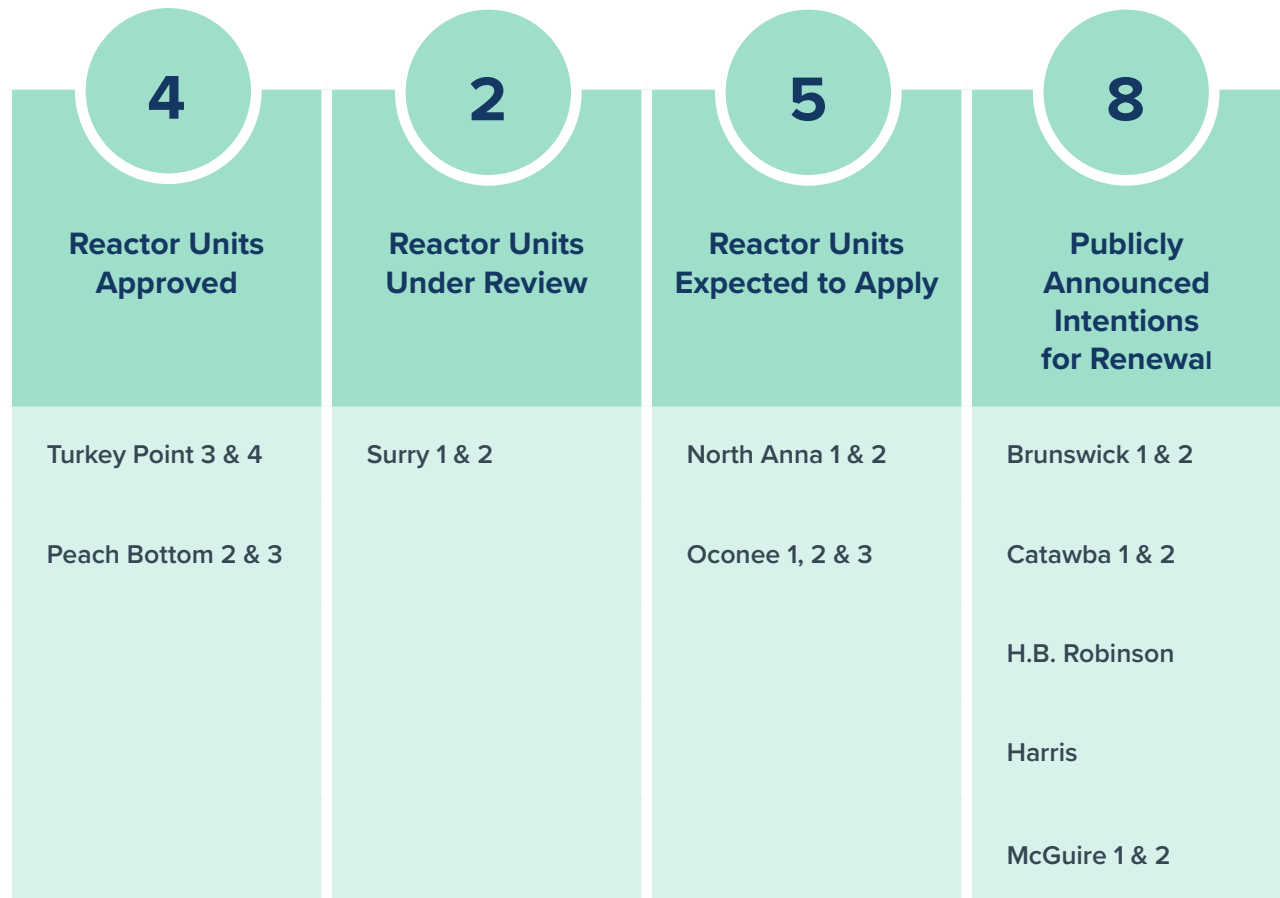 4
Reactor Units
Approved
Turkey Point 3 & 4
Peach Bottom 2 & 3
2
Reactor Units
Under Review
Surry 1 & 2
5
Reactor Units
Expected to Apply
North Anna 1 & 2
Oconee 1, 2 & 3
8
Publicly
Announced
Intentions
for Renewal
Brunswick 1 & 2
Catawba 1 & 2
H.B. Robinson
Harris
McGuire 1 & 2